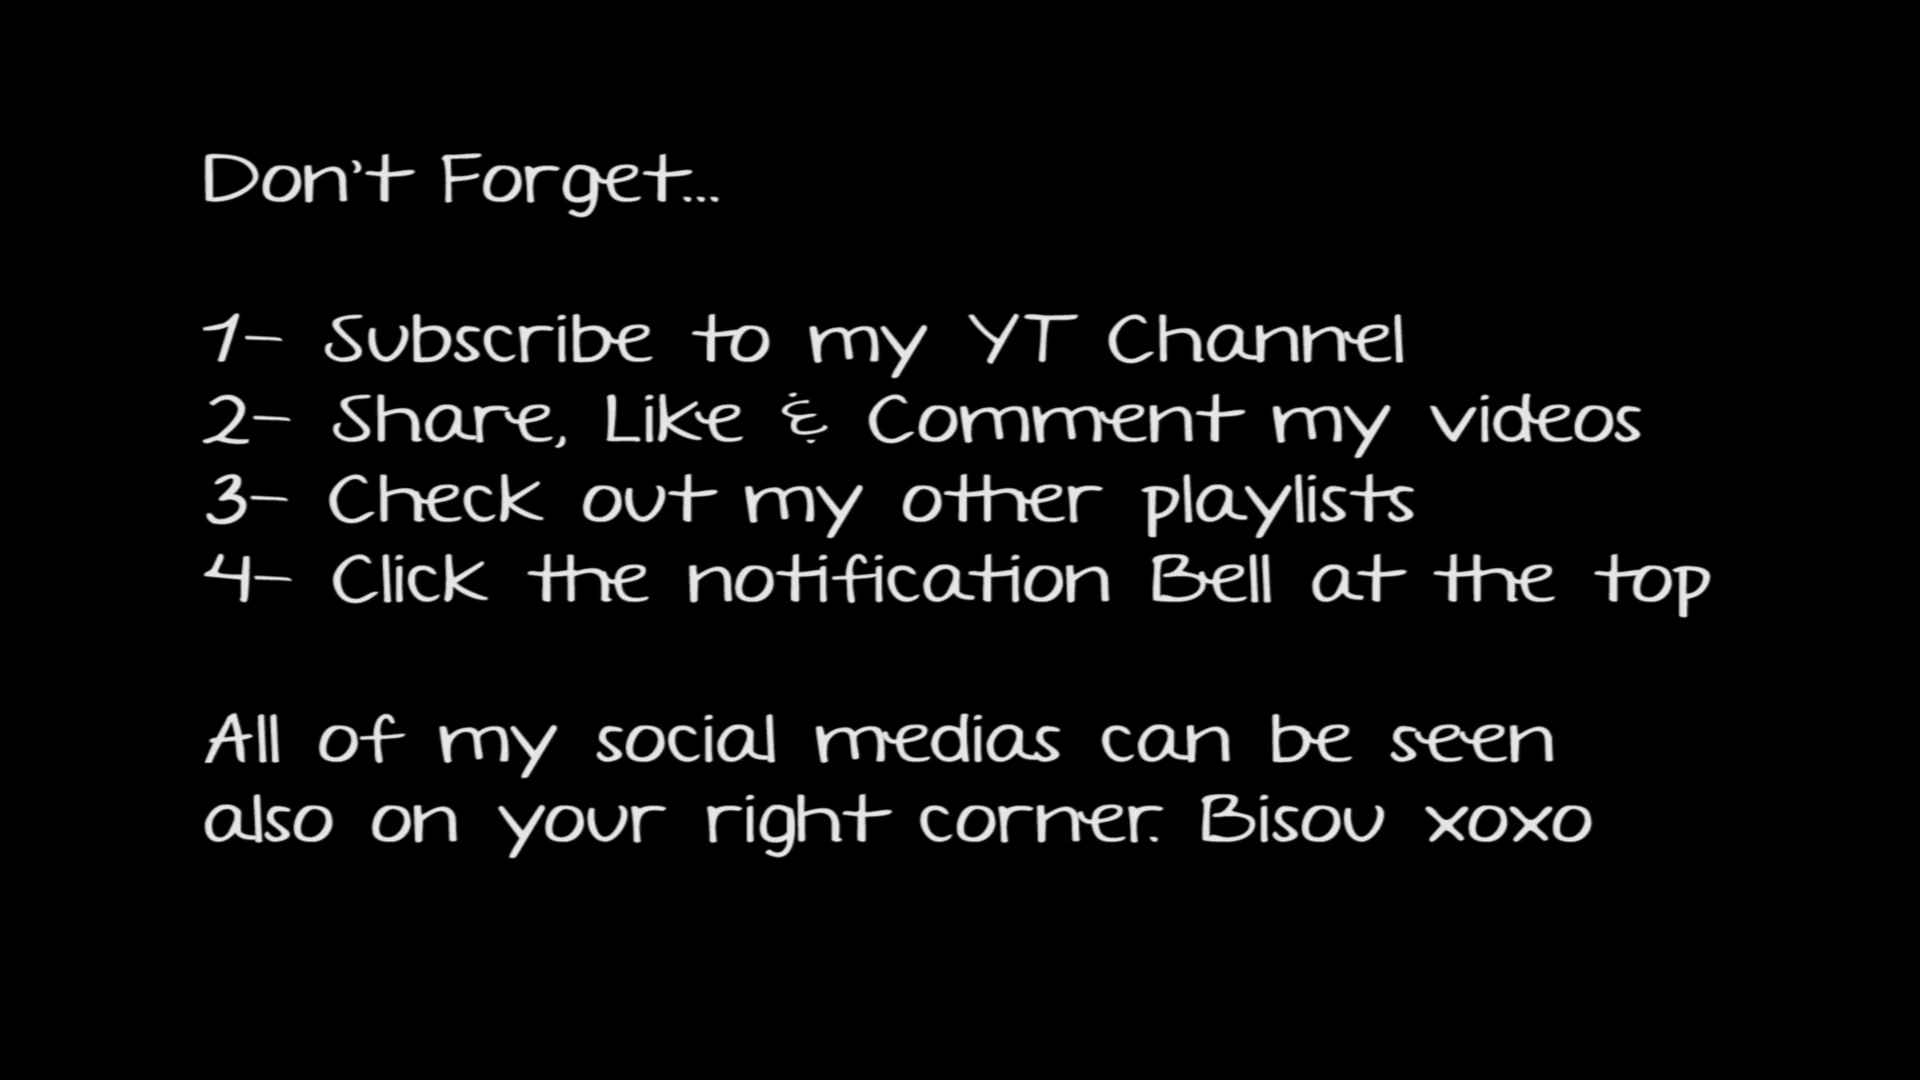 Don't Forget...
1- Subscribe to my YT Channel
2- Share, Like & Comment my videos
3- Check out my other playlists
4- Click the notification Bell at the top
All of my social medias can be seen
also on your right corner. Bisou xoxo